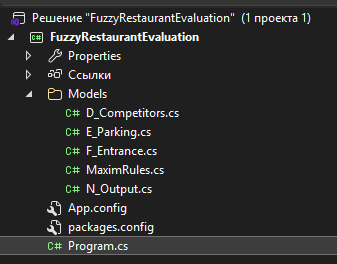 Решение "FuzzyRestaurantEvaluation" (1 проекта 1)
C# FuzzyRestaurantEvaluation
Properties
Ссылки
Models
C# D_Competitors.cs
C# E_Parking.cs
C# F_Entrance.cs
C# MaximRules.cs
C# N_Output.cs
App.config
packages.config
C# Program.cs